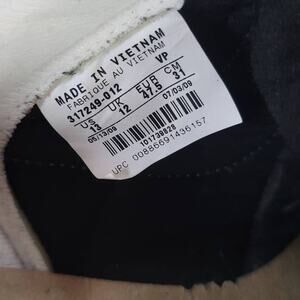 MADE IN VIETNAM
FABRIQUE AU VIETNAM
317249-012 VP
US UK EUR CM
13 12 47.5 31
05/13/09 07/03/09
ID1739828
UPC 00886691436157